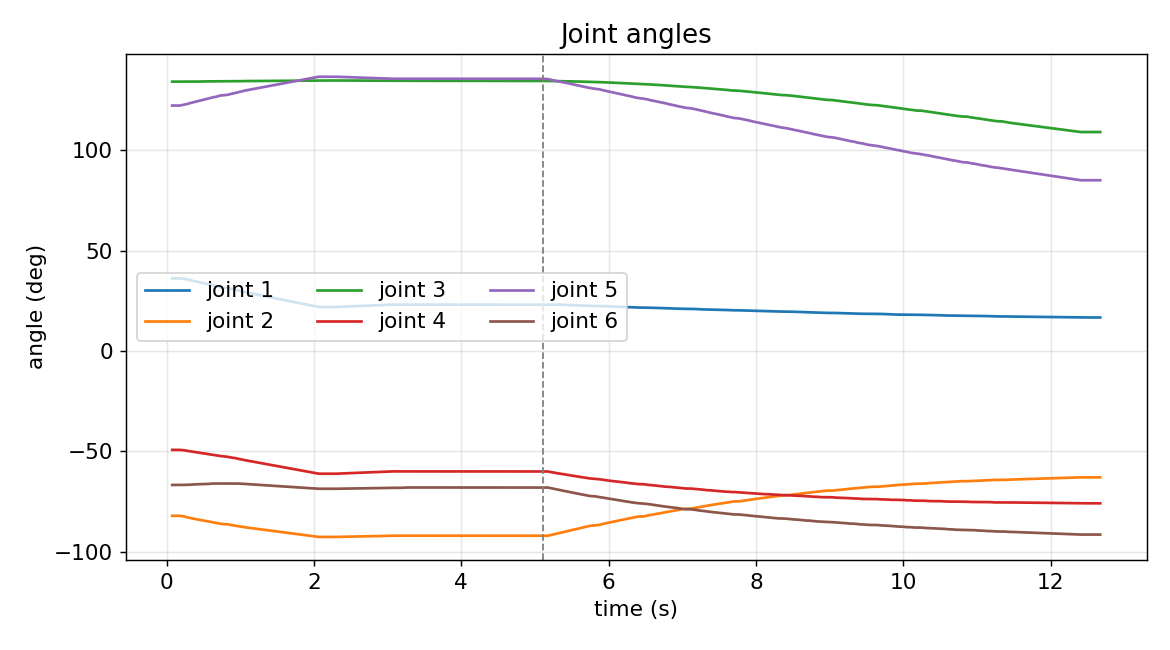 Joint angles
angle (deg)
100
50
0
−50
−100
joint 1 joint 3 joint 5
joint 2 joint 4 joint 6
0 2 4 6 8 10 12
time (s)